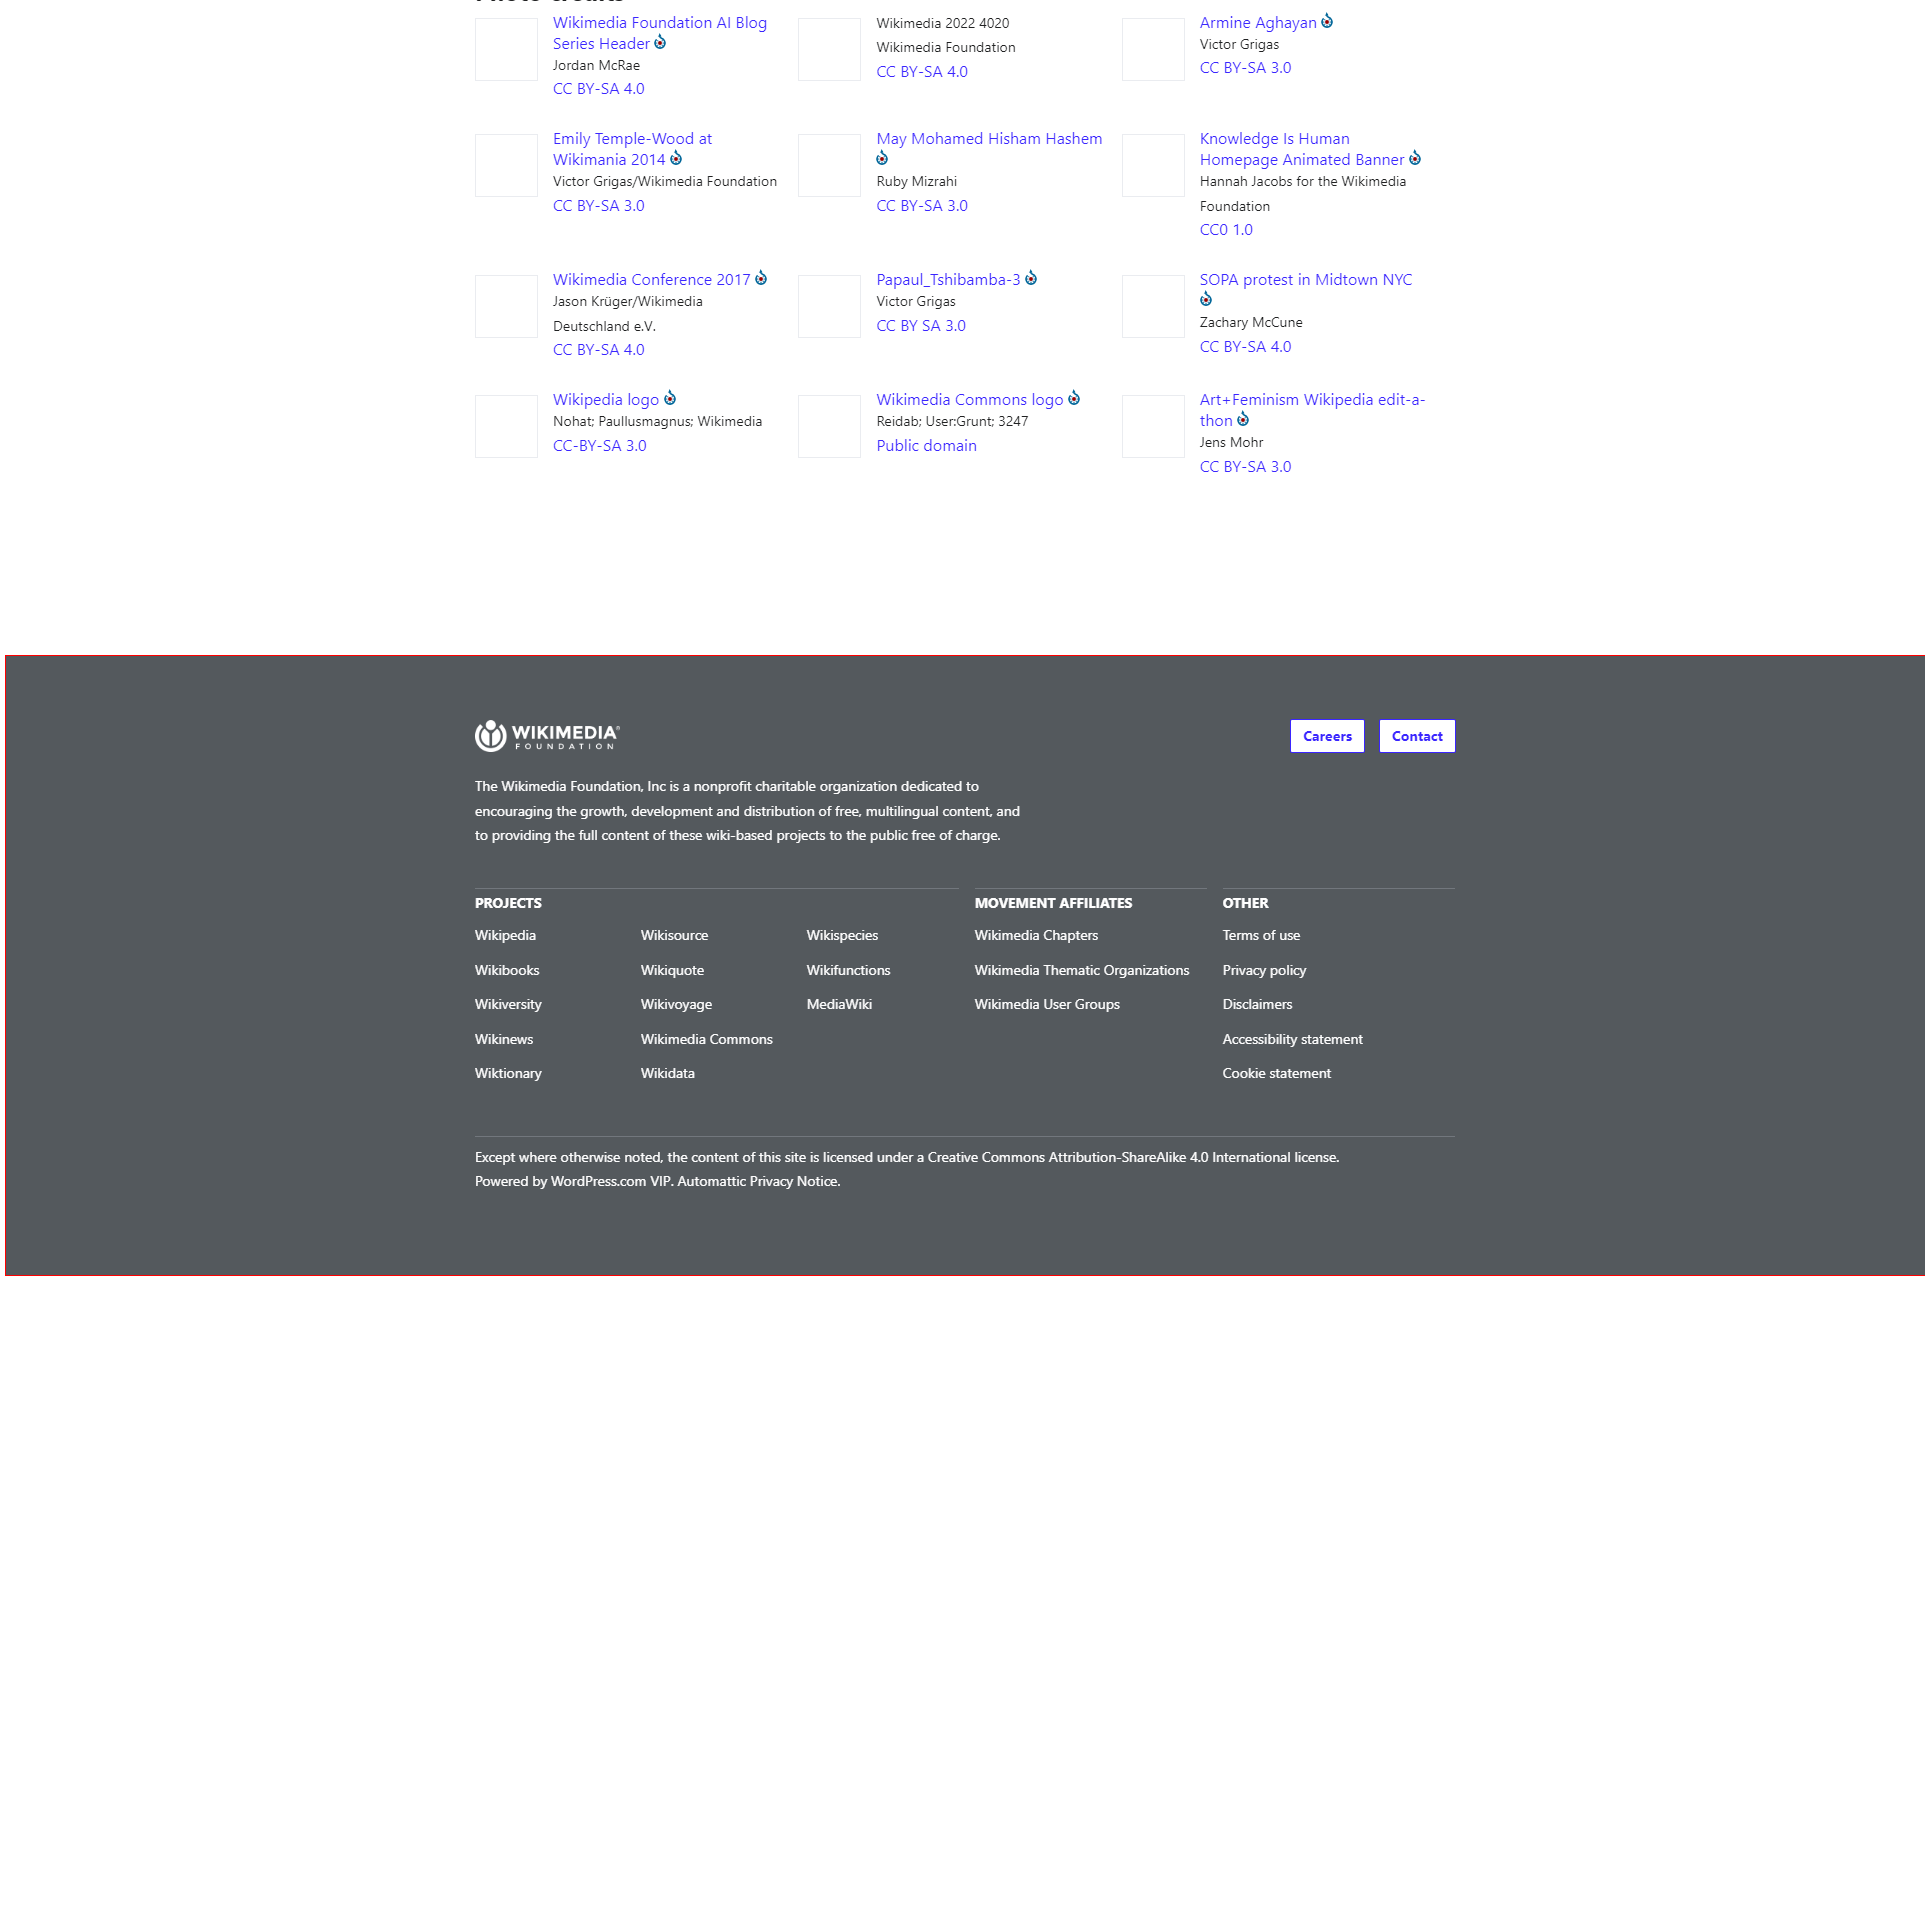 Photo credits
Wikimedia Foundation AI Blog
Series Header
Jordan McRae
CC BY-SA 4.0
Wikimedia 2022 4020
Wikimedia Foundation
CC BY-SA 4.0
Armine Aghayan
Victor Grigas
CC BY-SA 3.0
Emily Temple-Wood at
Wikimania 2014
Victor Grigas/Wikimedia Foundation
CC BY-SA 3.0
May Mohamed Hisham Hashem
Ruby Mizrahi
CC BY-SA 3.0
Knowledge Is Human
Homepage Animated Banner
Hannah Jacobs for the Wikimedia
Foundation
CC0 1.0
Wikimedia Conference 2017
Jason Krüger/Wikimedia
Deutschland e.V.
CC BY-SA 4.0
Papaul_Tshibamba-3
Victor Grigas
CC BY SA 3.0
SOPA protest in Midtown NYC
Zachary McCune
CC BY-SA 4.0
Wikipedia logo
Nohat; Paullusmagnus; Wikimedia
CC-BY-SA 3.0
Wikimedia Commons logo
Reidab; User:Grunt; 3247
Public domain
Art+Feminism Wikipedia edit-a-
thon
Jens Mohr
CC BY-SA 3.0
WIKIMEDIA®
FOUNDATION
Careers
Contact
The Wikimedia Foundation, Inc is a nonprofit charitable organization dedicated to
encouraging the growth, development and distribution of free, multilingual content, and
to providing the full content of these wiki-based projects to the public free of charge.
PROJECTS
Wikipedia
Wikibooks
Wikiversity
Wikinews
Wiktionary
Wikisource
Wikiquote
Wikivoyage
Wikimedia Commons
Wikidata
Wikispecies
Wikifunctions
MediaWiki
MOVEMENT AFFILIATES
Wikimedia Chapters
Wikimedia Thematic Organizations
Wikimedia User Groups
OTHER
Terms of use
Privacy policy
Disclaimers
Accessibility statement
Cookie statement
Except where otherwise noted, the content of this site is licensed under a Creative Commons Attribution-ShareAlike 4.0 International license.
Powered by WordPress.com VIP. Automattic Privacy Notice.